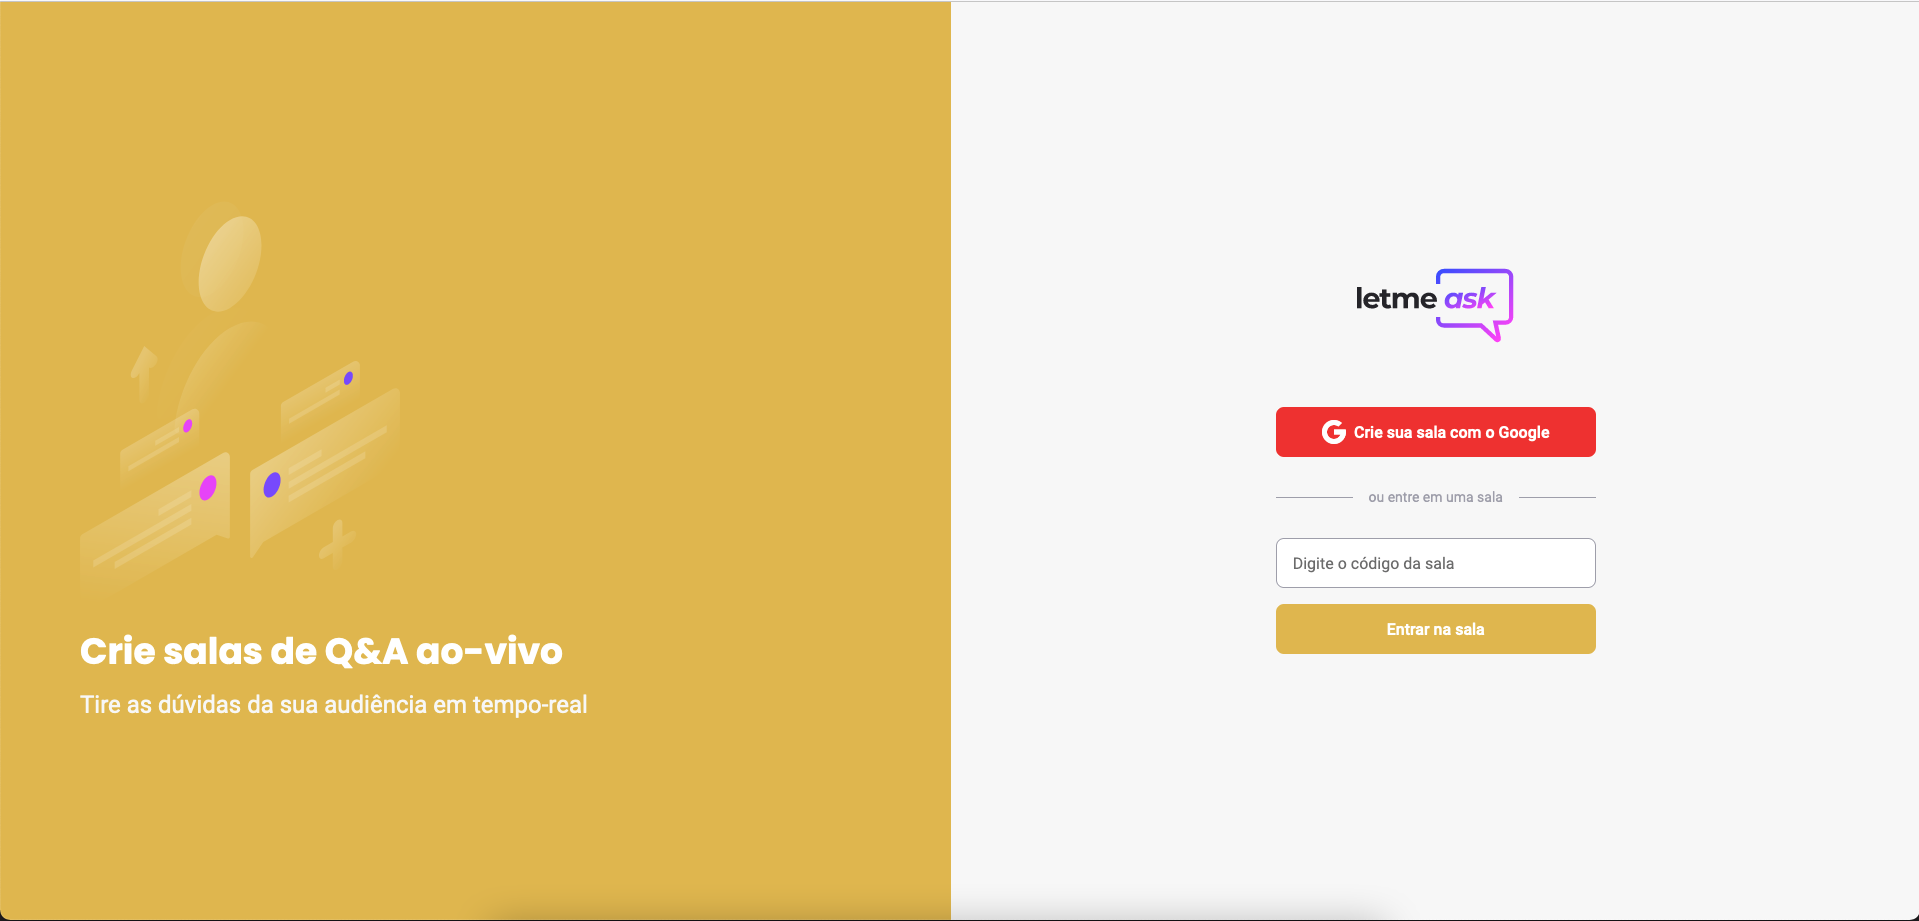 Crie salas de Q&A ao-vivo
Tire as dúvidas da sua audiência em tempo-real
letme ask
Crie sua sala com o Google
ou entre em uma sala
Digite o código da sala
Entrar na sala